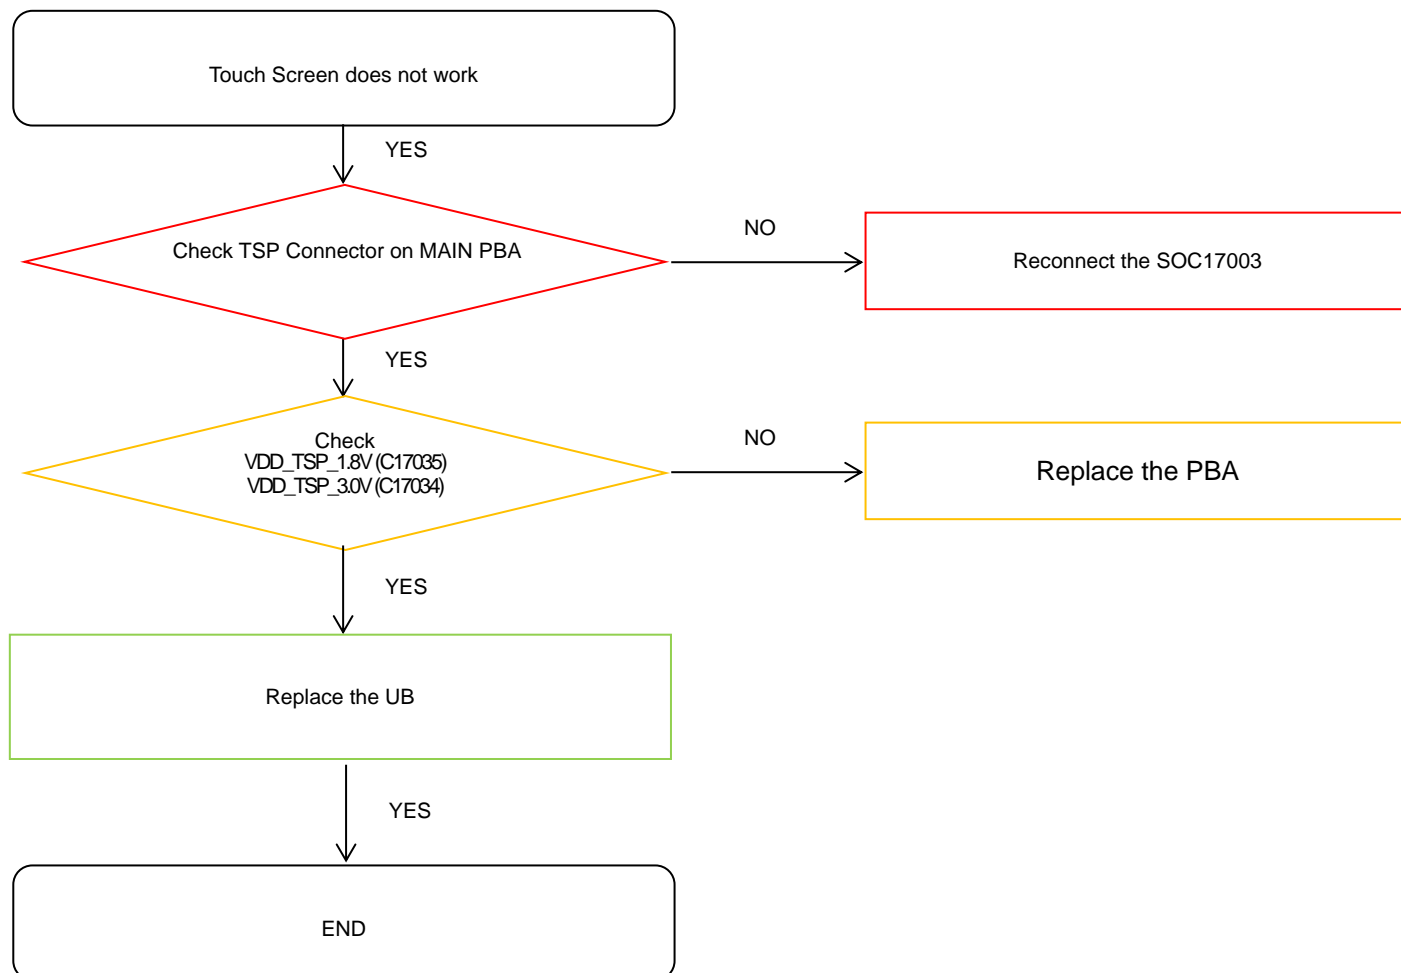 Touch Screen does not work
YES
Check TSP Connector on MAIN PBA
NO
Reconnect the SOC17003
YES
Check
VDD_TSP_1.8V (C17035)
VDD_TSP_3.0V (C17034)
NO
Replace the PBA
YES
Replace the UB
YES
END